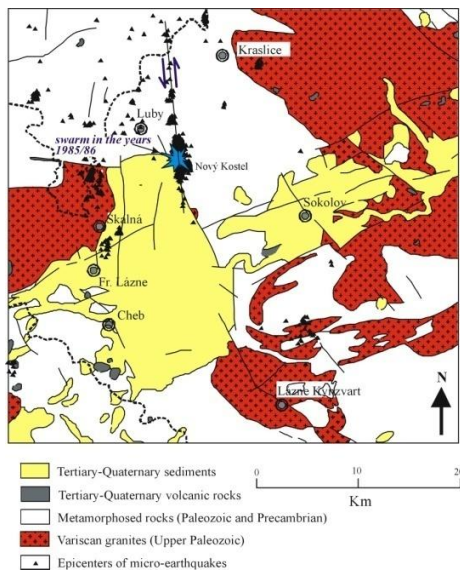 Kraslice
Luby
swarm in the years
1985/86
Nový Kostel
Skalná
Sokolov
Fr. Lázne
Cheb
Lázne Kynzvart
N
Tertiary-Quaternary sediments
Tertiary-Quaternary volcanic rocks
Metamorphosed rocks (Paleozoic and Precambrian)
Variscan granites (Upper Paleozoic)
Epicenters of micro-earthquakes
0 10 20
Km